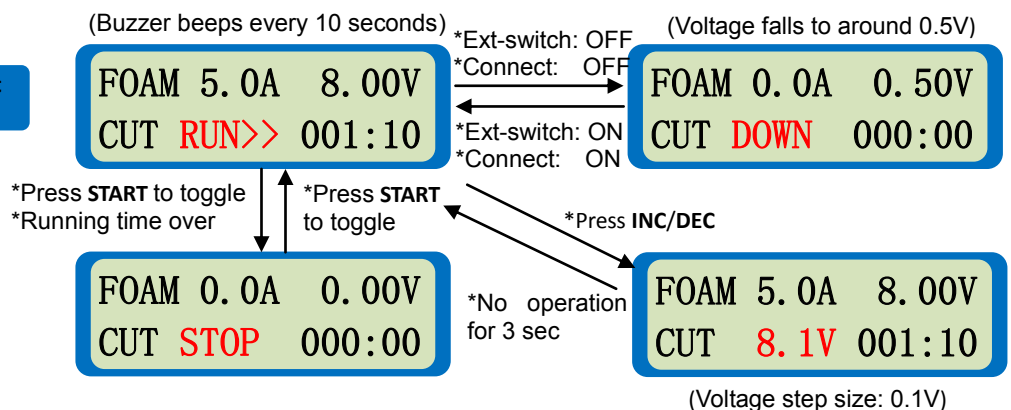 (Buzzer beeps every 10 seconds)
*Ext-switch: OFF
*Connect: OFF
(Voltage falls to around 0.5V)
FOAM 5.0A 8.00V
CUT RUN>> 001:10
FOAM 0.0A 0.50V
CUT DOWN 000:00
*Ext-switch: ON
*Connect: ON
*Press START to toggle
*Running time over
*Press START
to toggle
*Press INC/DEC
FOAM 0.0A 0.00V
CUT STOP 000:00
*No operation
for 3 sec
FOAM 5.0A 8.00V
CUT 8.1V 001:10
(Voltage step size: 0.1V)